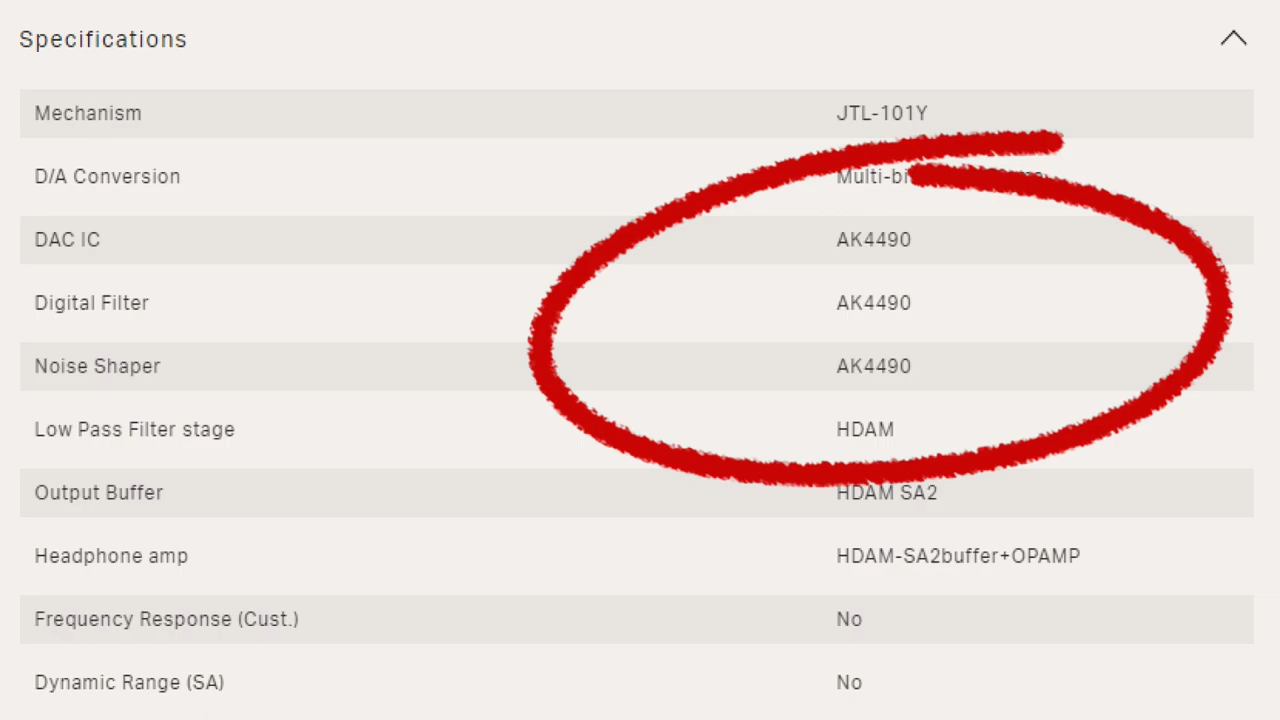 Specifications
Mechanism JTL-101Y
D/A Conversion
DAC IC AK4490
Digital Filter AK4490
Noise Shaper AK4490
Low Pass Filter stage HDAM
Output Buffer HDAM SA2
Headphone amp HDAM-SA2buffer+OPAMP
Frequency Response (Cust.) No
Dynamic Range (SA) No